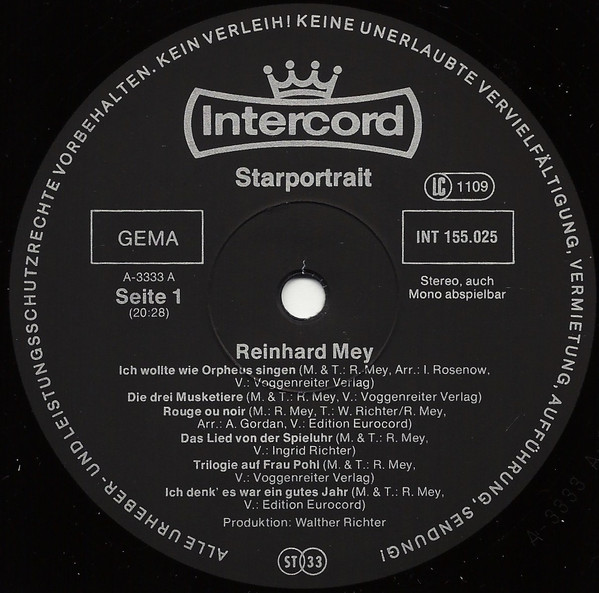 ALLE URHEBER- UND LEISTUNGSSCHUTZRECHTE VORBEHALTEN. KEIN VERLEIH! KEINE UNERLAUBTE VERVIELFÄLTIGUNG, VERMIETUNG, AUFFÜHRUNG, SENDUNG!
Intercord
Starportrait
LC 1109
GEMA
INT 155.025
A-3333 A
Seite 1
(20:28)
Stereo, auch
Mono abspielbar
Reinhard Mey
Ich wollte wie Orpheus singen (M. & T.: R. Mey, Arr.: I. Rosenow,
V.: Voggenreiter Verlag)
Die drei Musketiere (M. & T.: R. Mey, V.: Voggenreiter Verlag)
Rouge ou noir (M.: R. Mey, T.: W. Richter/R. Mey,
Arr.: A. Gordan, V.: Edition Eurocord)
Das Lied von der Spieluhr (M. & T.: R. Mey,
V.: Ingrid Richter)
Trilogie auf Frau Pohl (M. & T.: R. Mey,
V.: Voggenreiter Verlag)
Ich denk' es war ein gutes Jahr (M. & T.: R. Mey,
V.: Edition Eurocord)
Produktion: Walther Richter
ST 33
A-3333 A